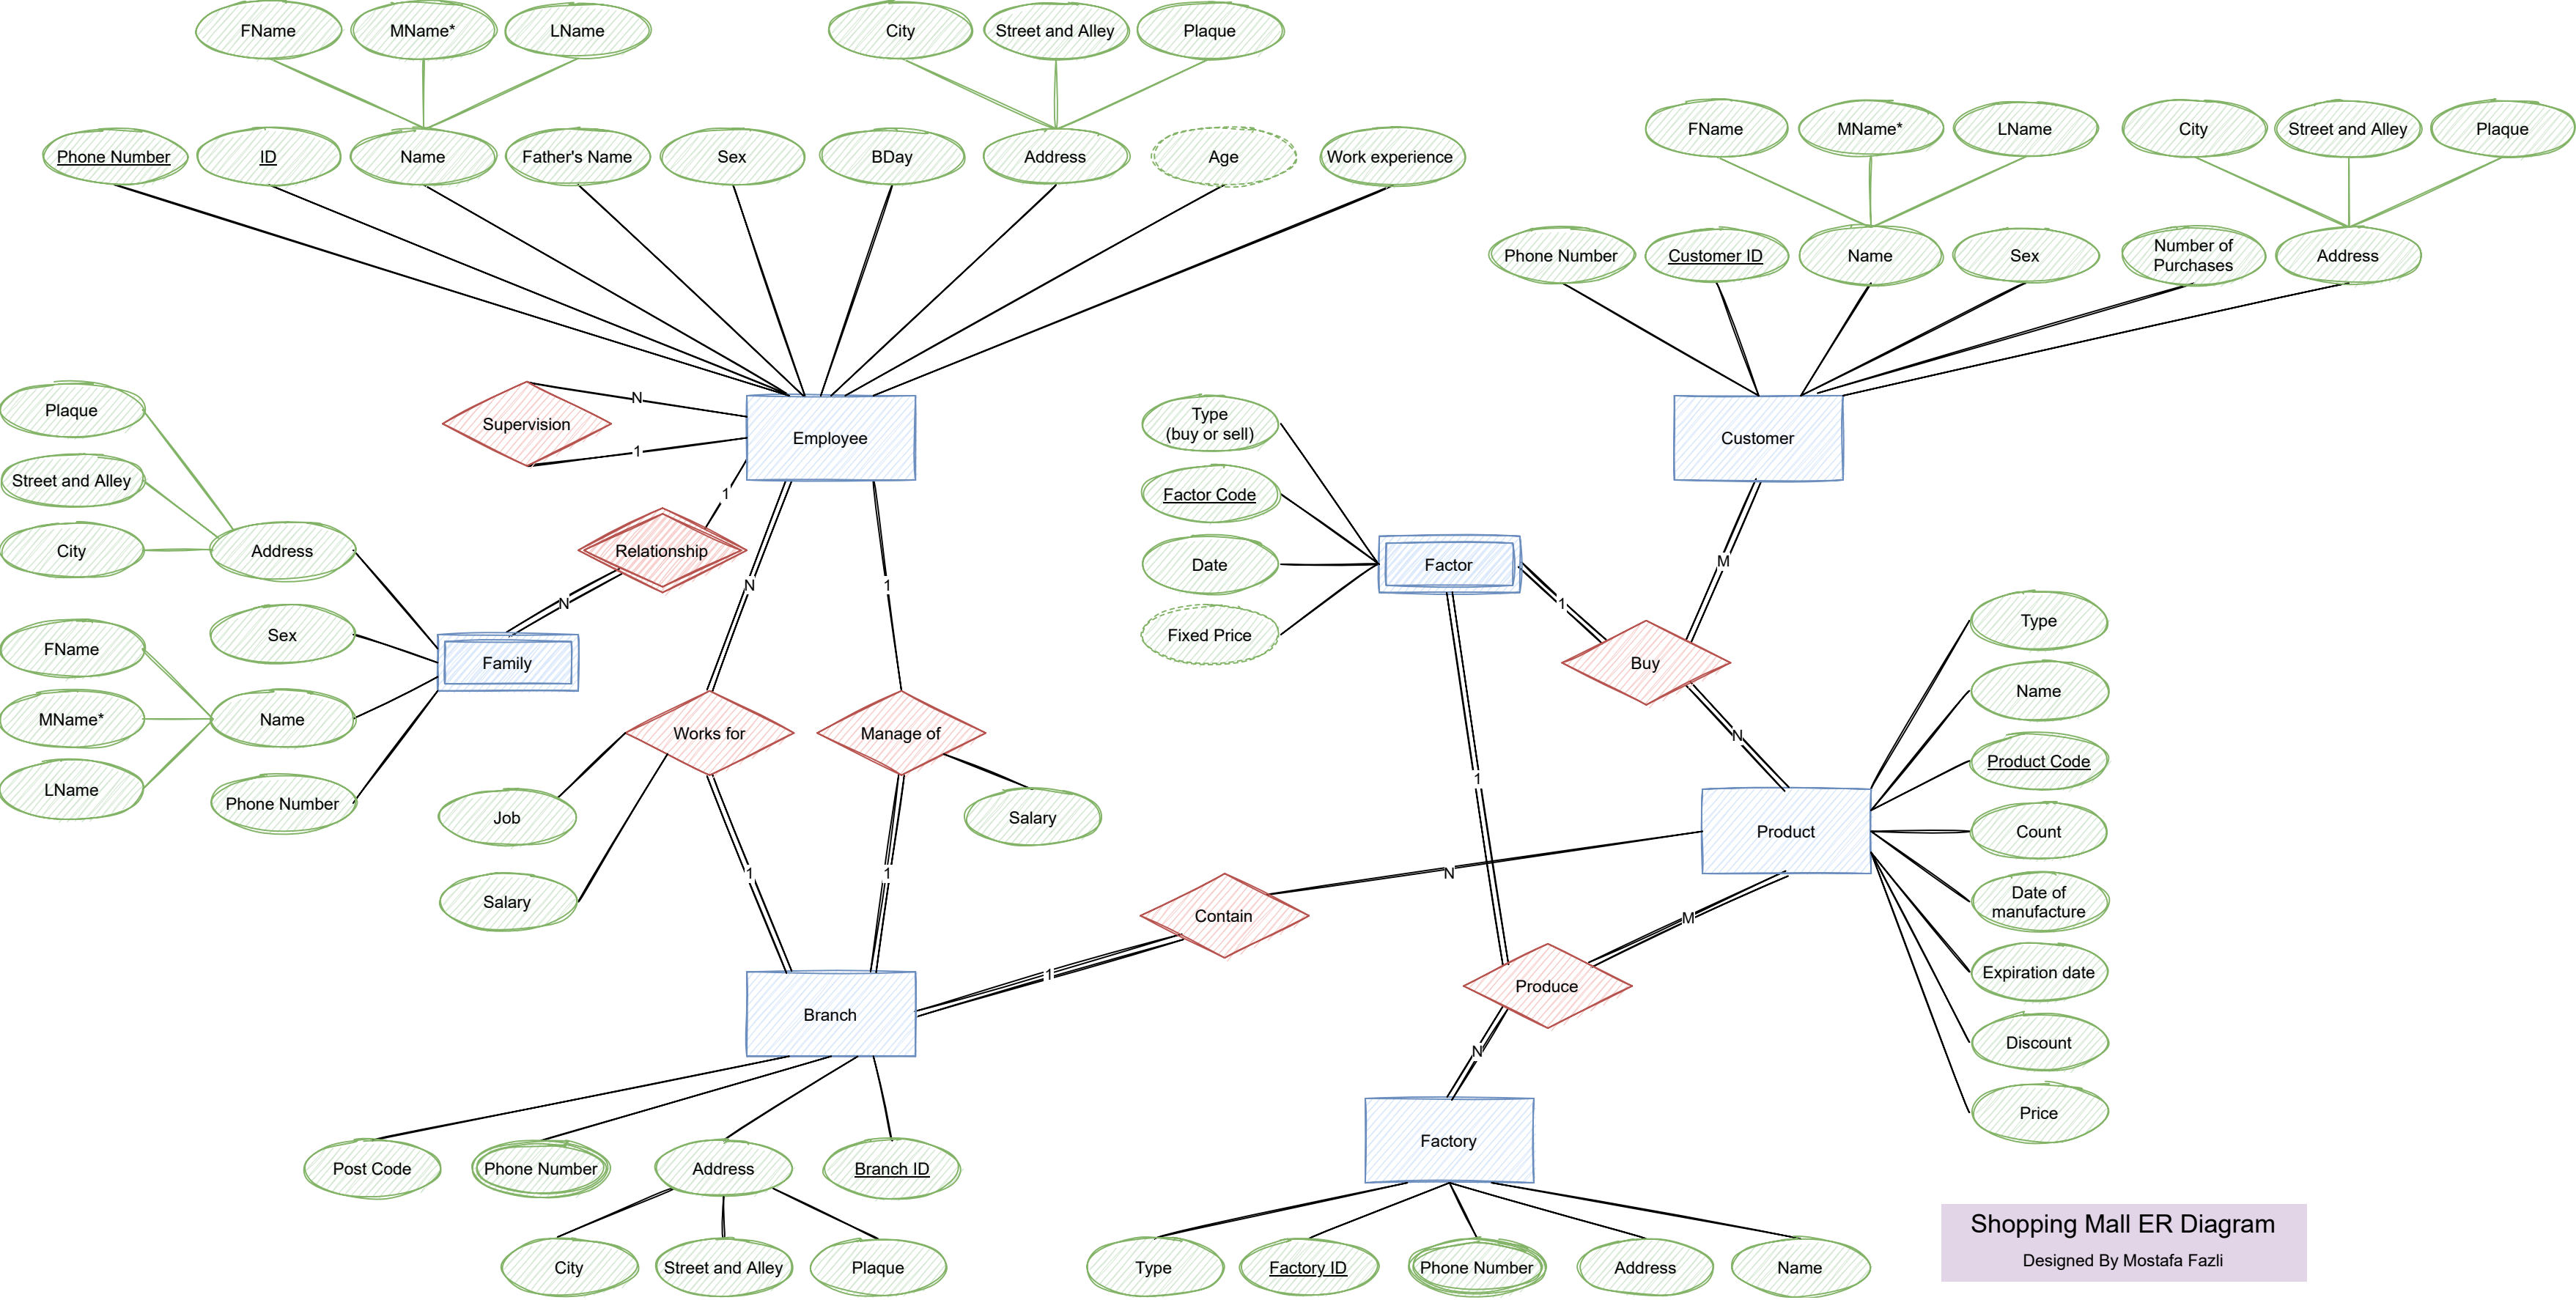 FName
MName*
LName
City
Street and Alley
Plaque
Phone Number
ID
Name
Father's Name
Sex
BDay
Address
Age
Work experience
FName
MName*
LName
City
Street and Alley
Plaque
Phone Number
Customer ID
Name
Sex
Number of
Purchases
Address
Supervision
N
1
Employee
1
Relationship
N
Family
Plaque
Street and Alley
City
Address
Sex
FName
MName*
LName
Name
Phone Number
N
1
Works for
Manage of
Job
Salary
Salary
1
1
Type
(buy or sell)
Factor Code
Date
Fixed Price
Factor
1
Customer
M
Buy
N
1
Product
Type
Name
Product Code
Count
Date of
manufacture
Expiration date
Discount
Price
N
Contain
1
M
Produce
N
Branch
Post Code
Phone Number
Address
Branch ID
City
Street and Alley
Plaque
Factory
Type
Factory ID
Phone Number
Address
Name
Shopping Mall ER Diagram
Designed By Mostafa Fazli